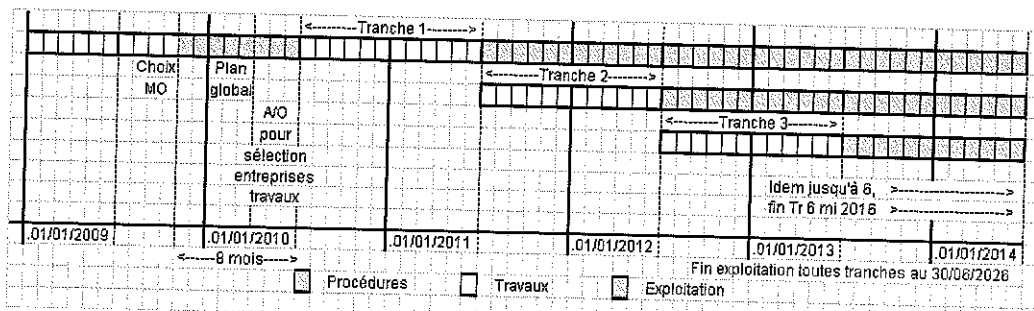 <--------Tranche 1-------->
Choix
MO
Plan
global
A/O
pour
sélection
entreprises
travaux
<--------Tranche 2-------->
<--------Tranche 3-------->
Idem jusqu'à 6, >-------------------->
fin Tr 6 mi 2016 >-------------------->
01/01/2009
01/01/2010
01/01/2011
01/01/2012
01/01/2013
01/01/2014
<----8 mois---->
Fin exploitation toutes tranches au 30/06/2026
Procédures
Travaux
Exploitation